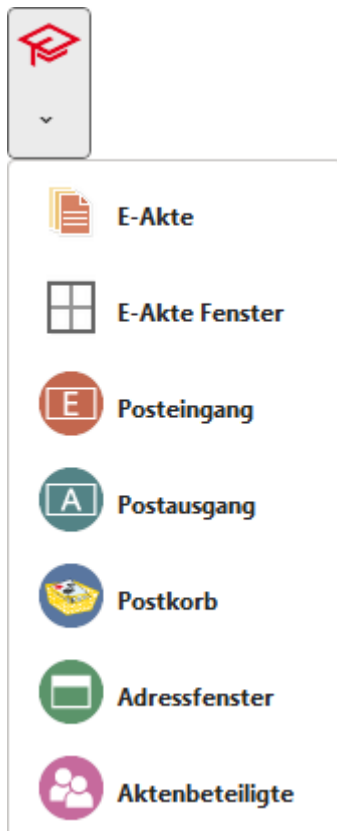 E-Akte
E-Akte Fenster
E
Posteingang
A
Postausgang
Postkorb
Adressfenster
Aktenbeteiligte